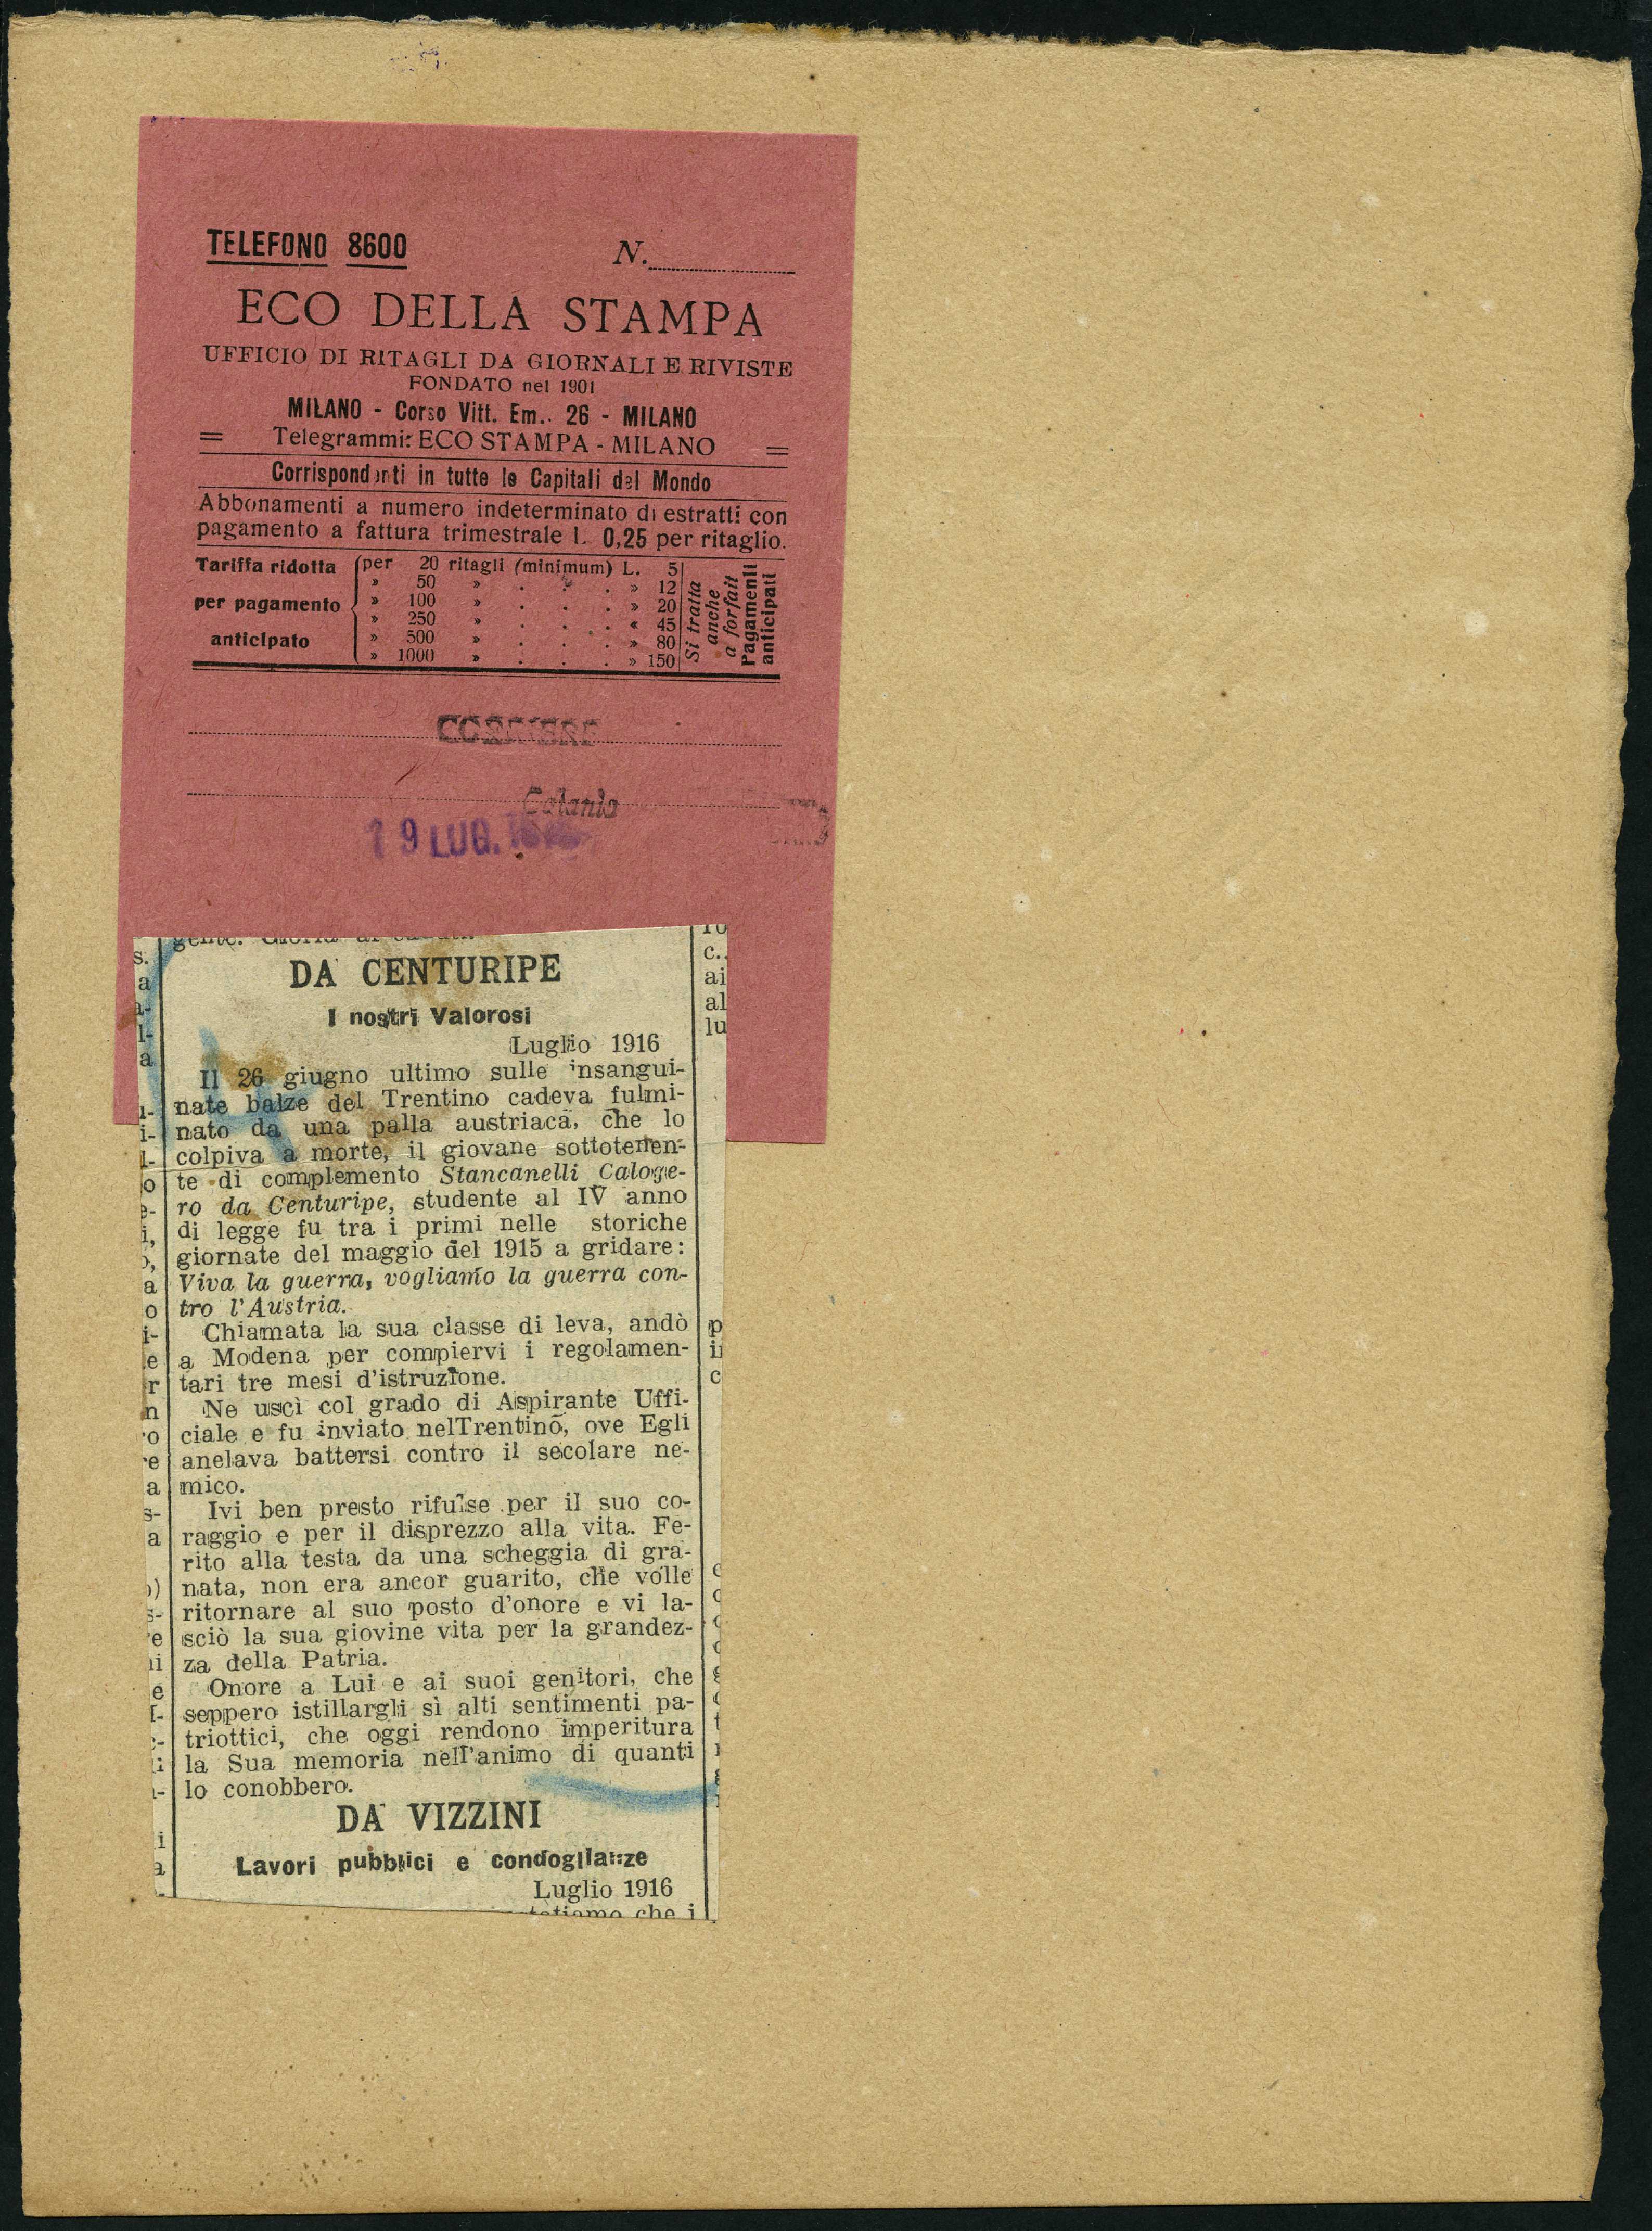 TELEFONO 8600 N.
ECO DELLA STAMPA
UFFICIO DI RITAGLI DA GIORNALI E RIVISTE
FONDATO nel 1901
MILANO - Corso Vitt. Em.. 26 - MILANO
= Telegrammi: ECO STAMPA - MILANO =
Corrispondenti in tutte le Capitali del Mondo
Abbonamenti a numero indeterminato di estratti con
pagamento a fattura trimestrale L. 0,25 per ritaglio.
Tariffa ridotta
per pagamento
anticipato
per 20 ritagli (minimum) L. 5
» 50 » . . . » 12
» 100 » . . . » 20
» 250 » . . . « 45
» 500 » . . . » 80
» 1000 » . . . » 150
Si tratta
anche
a forfait
Pagamenti
anticipati
CORRIERE
Catania
19 LUG.
DA CENTURIPE
I nostri Valorosi
Luglio 1916
Il 26 giugno ultimo sulle insangui-
nate balze del Trentino cadeva fulmi-
nato da una palla austriaca, che lo
colpiva a morte, il giovane sottotenen-
te di complemento Stancanelli Caloge-
ro da Centuripe, studente al IV anno
di legge fu tra i primi nelle storiche
giornate del maggio del 1915 a gridare:
Viva la guerra, vogliamo la guerra con-
tro l'Austria.
Chiamata la sua classe di leva, andò
a Modena per compiervi i regolamen-
tari tre mesi d'istruzione.
Ne uscì col grado di Aspirante Uffi-
ciale e fu inviato nelTrentino, ove Egli
anelava battersi contro il secolare ne-
mico.
Ivi ben presto rifulse per il suo co-
raggio e per il disprezzo alla vita. Fe-
rito alla testa da una scheggia di gra-
nata, non era ancor guarito, che volle
ritornare al suo posto d'onore e vi la-
sciò la sua giovine vita per la grandez-
za della Patria.
Onore a Lui e ai suoi genitori, che
seppero istillargli sì alti sentimenti pa-
triottici, che oggi rendono imperitura
la Sua memoria nell'animo di quanti
lo conobbero.
DA VIZZINI
Lavori pubblici e condoglianze
Luglio 1916
che i